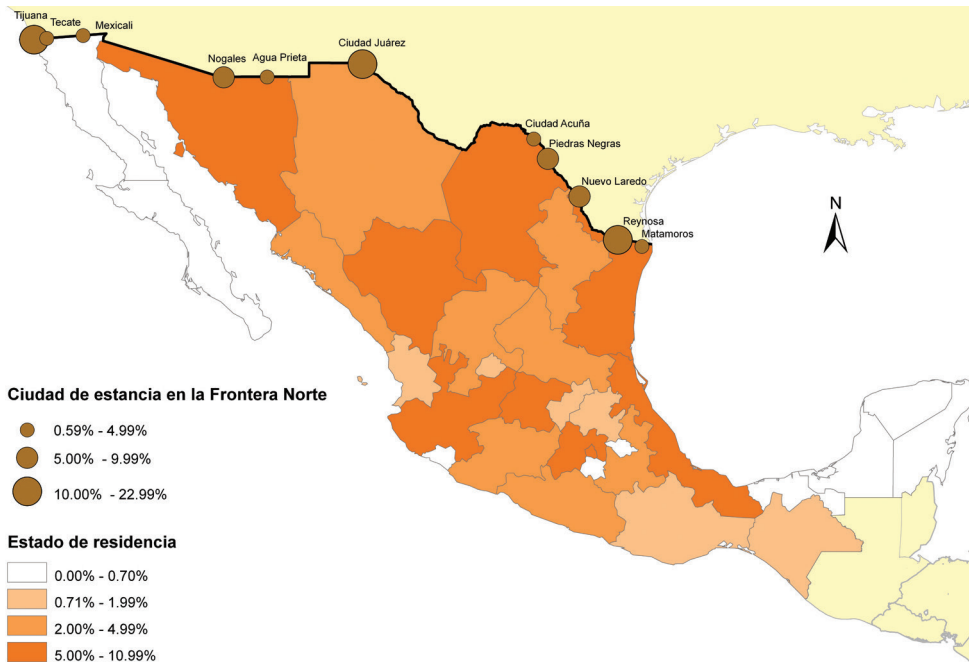 Tijuana
Tecate
Mexicali
Nogales
Agua Prieta
Ciudad Juárez
Ciudad Acuña
Piedras Negras
Nuevo Laredo
Reynosa
Matamoros
N
Ciudad de estancia en la Frontera Norte
0.59% - 4.99%
5.00% - 9.99%
10.00% - 22.99%
Estado de residencia
0.00% - 0.70%
0.71% - 1.99%
2.00% - 4.99%
5.00% - 10.99%